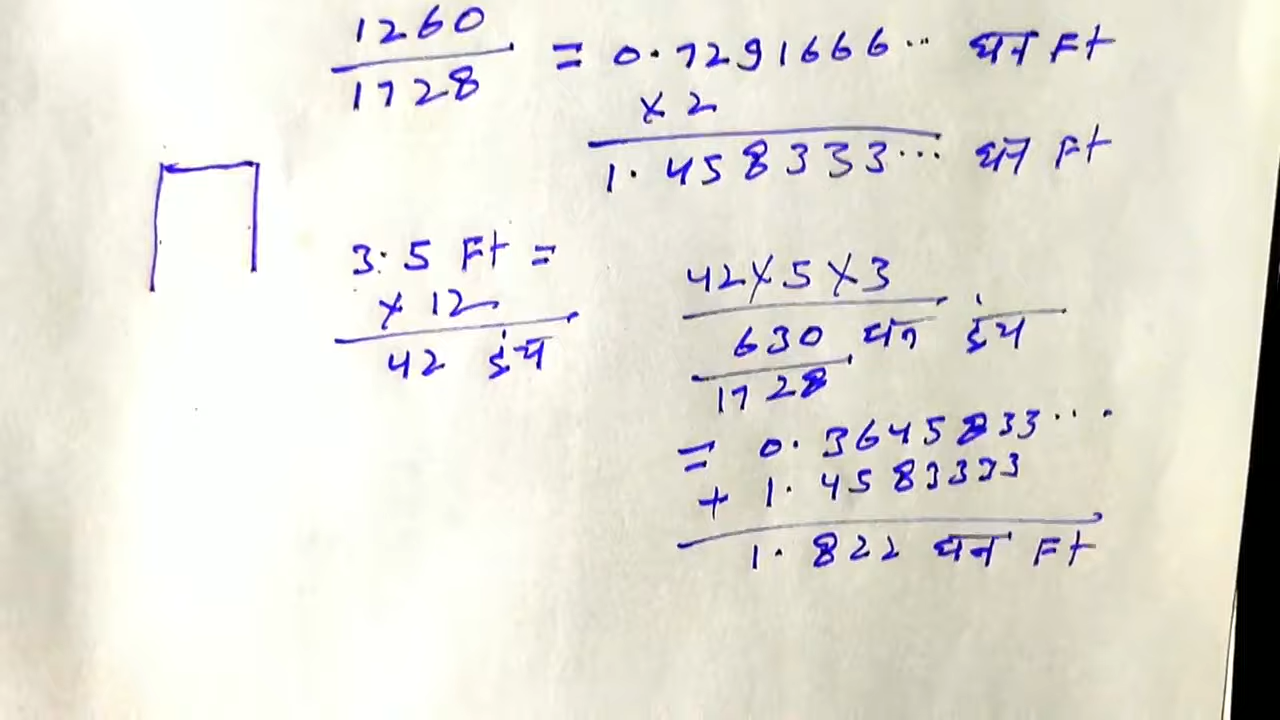 1260
1728
= 0.7291666.. घन Ft
× 2
1.458333... घन Ft
3.5 Ft =
× 12
42 इंच
42×5×3
630 घन इंच
1728
= 0.3645833...
+ 1.4583333
1.822 घन Ft